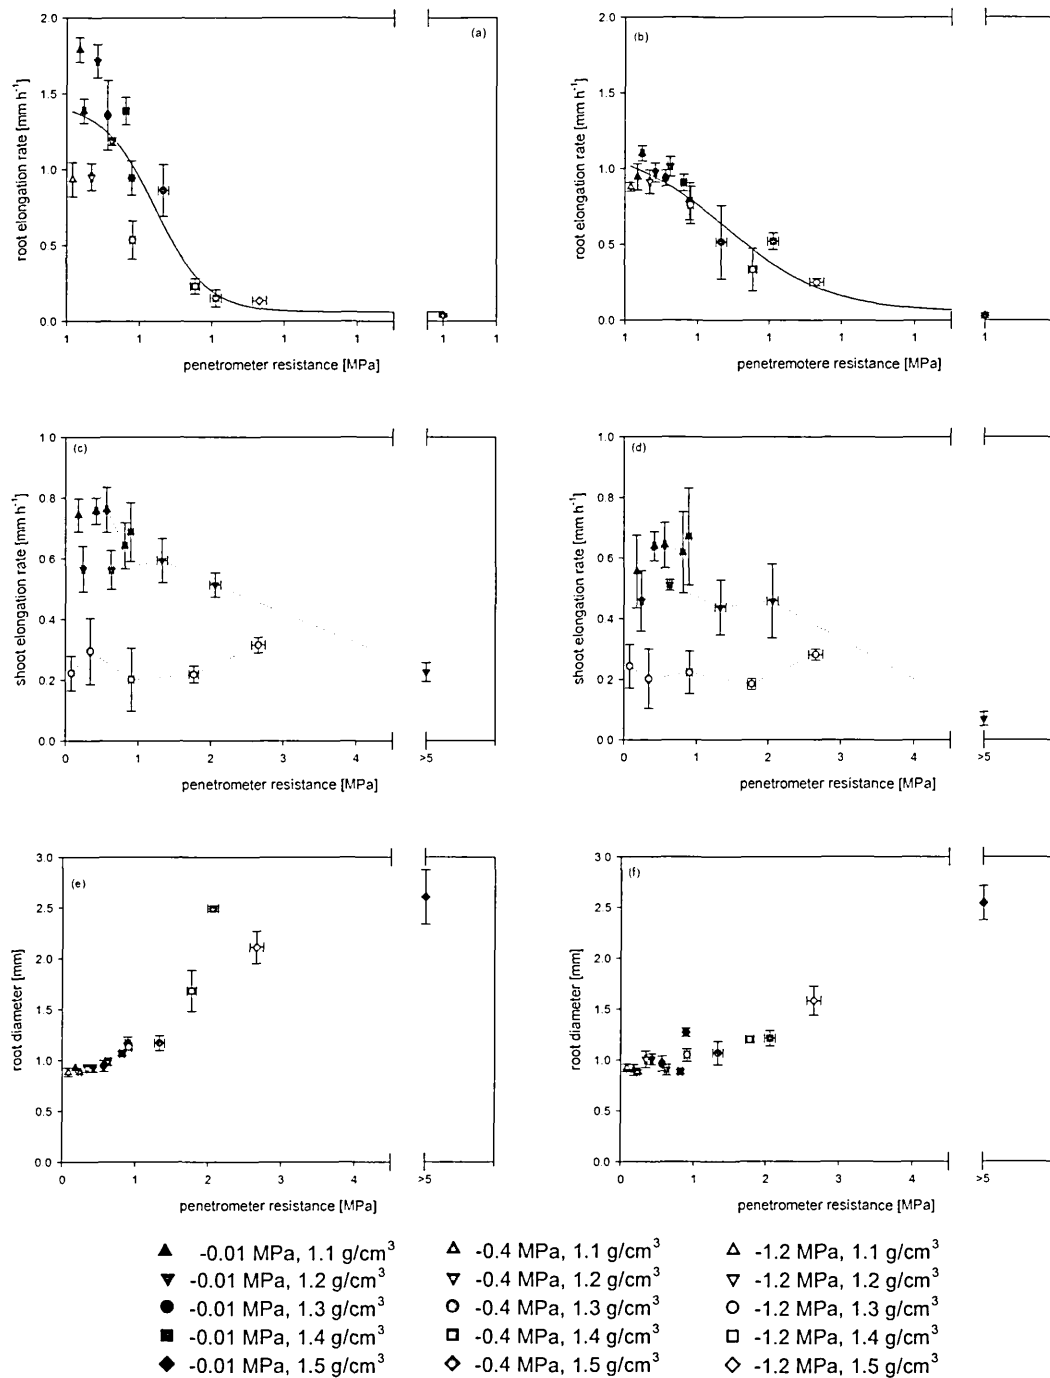 (a)
2.0
1.5
1.0
0.5
0.0
root elongation rate [mm h⁻¹]
1 1 1 1 1 1 1
penetrometer resistance [MPa]
(b)
2.0
1.5
1.0
0.5
0.0
root elongation rate [mm h⁻¹]
1 1 1 1 1 1
penetremotere resistance [MPa]
(c)
1 0
0 8
0 6
0 4
0 2
0.0
shoot elongation rate [mm h⁻¹]
0 1 2 3 4 >5
penetrometer resistance [MPa]
(d)
1.0
0.8
0.6
0.4
0.2
0.0
shoot elongation rate [mm h⁻¹]
0 1 2 3 4 >5
penetrometer resistance [MPa]
(e)
3.0
2.5
2.0
1.5
1.0
0.5
0.0
root diameter [mm]
0 1 2 3 4 >5
penetrometer resistance [MPa]
(f)
3.0
2.5
2.0
1.5
1.0
0.5
0.0
root diameter [mm]
0 1 2 3 4 >5
penetrometer resistance [MPa]
-0.01 MPa, 1.1 g/cm³
-0.01 MPa, 1.2 g/cm³
-0.01 MPa, 1.3 g/cm³
-0.01 MPa, 1.4 g/cm³
-0.01 MPa, 1.5 g/cm³
-0.4 MPa, 1.1 g/cm³
-0.4 MPa, 1.2 g/cm³
-0.4 MPa, 1.3 g/cm³
-0.4 MPa, 1.4 g/cm³
-0.4 MPa, 1.5 g/cm³
-1.2 MPa, 1.1 g/cm³
-1.2 MPa, 1.2 g/cm³
-1.2 MPa, 1.3 g/cm³
-1.2 MPa, 1.4 g/cm³
-1.2 MPa, 1.5 g/cm³